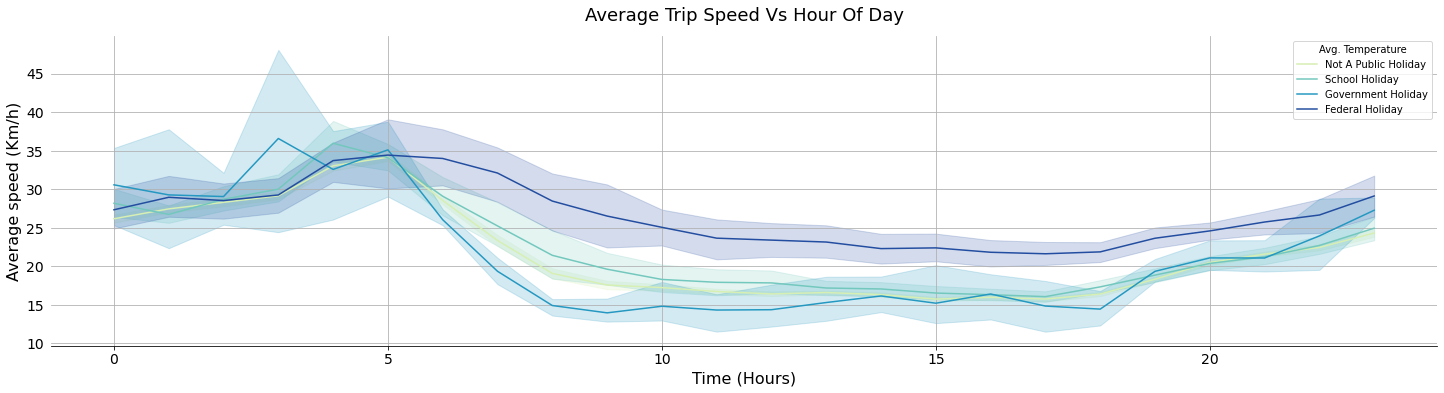 Average Trip Speed Vs Hour Of Day
Average speed (Km/h)
45
40
35
30
25
20
15
10
0
5
10
15
20
Time (Hours)
Avg. Temperature
Not A Public Holiday
School Holiday
Government Holiday
Federal Holiday